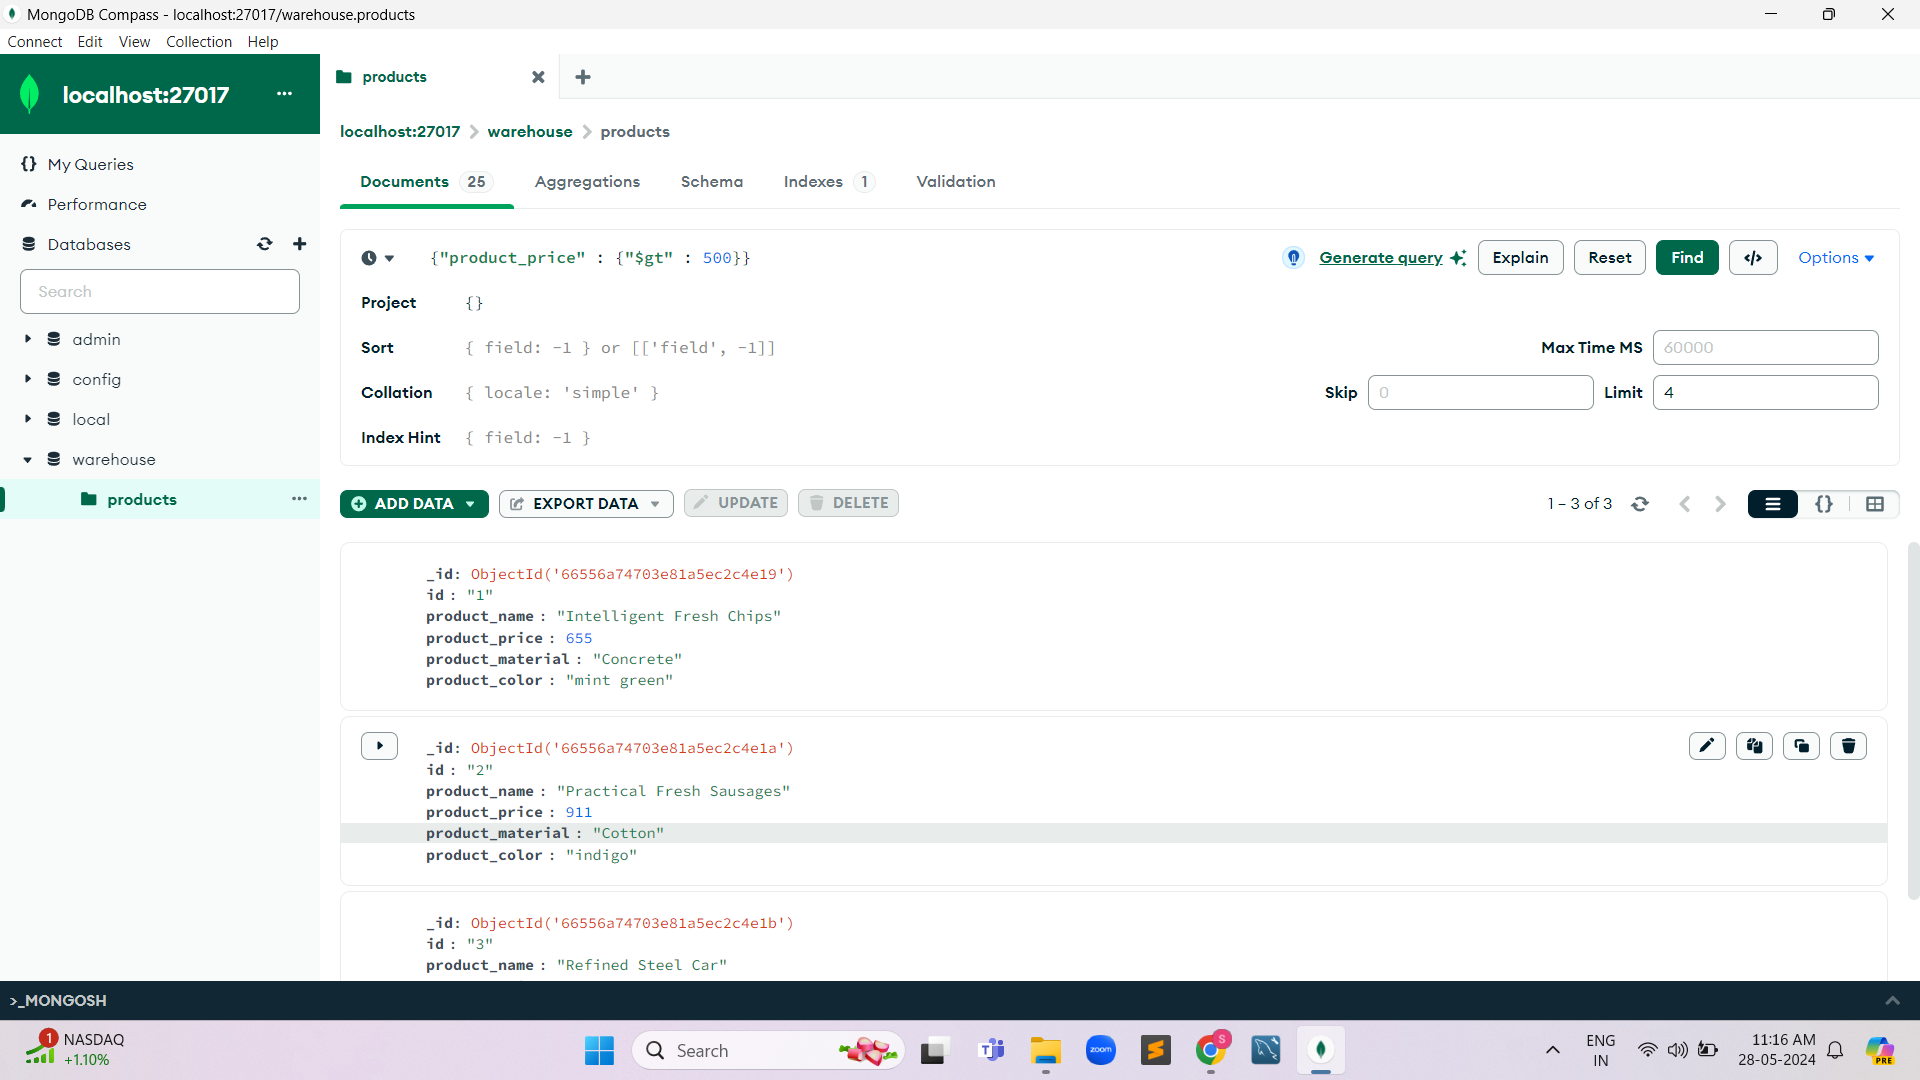 MongoDB Compass - localhost:27017/warehouse.products
Connect Edit View Collection Help
localhost:27017 ...
products
localhost:27017 > warehouse > products
My Queries
Performance
Databases
Search
admin
config
local
warehouse
products ...
Documents 25 Aggregations Schema Indexes 1 Validation
{"product_price" : {"$gt" : 500}}
Generate query Explain Reset Find </> Options
Project {}
Sort { field: -1 } or [['field', -1]] Max Time MS 60000
Collation { locale: 'simple' } Skip 0 Limit 4
Index Hint { field: -1 }
ADD DATA EXPORT DATA UPDATE DELETE 1 – 3 of 3 {}
_id: ObjectId('66556a74703e81a5ec2c4e19')
id : "1"
product_name : "Intelligent Fresh Chips"
product_price : 655
product_material : "Concrete"
product_color : "mint green"
_id: ObjectId('66556a74703e81a5ec2c4e1a')
id : "2"
product_name : "Practical Fresh Sausages"
product_price : 911
product_material : "Cotton"
product_color : "indigo"
_id: ObjectId('66556a74703e81a5ec2c4e1b')
id : "3"
product_name : "Refined Steel Car"
>_MONGOSH
1 NASDAQ
+1.10%
Search
zoom
S
ENG
IN
11:16 AM
28-05-2024
PRE